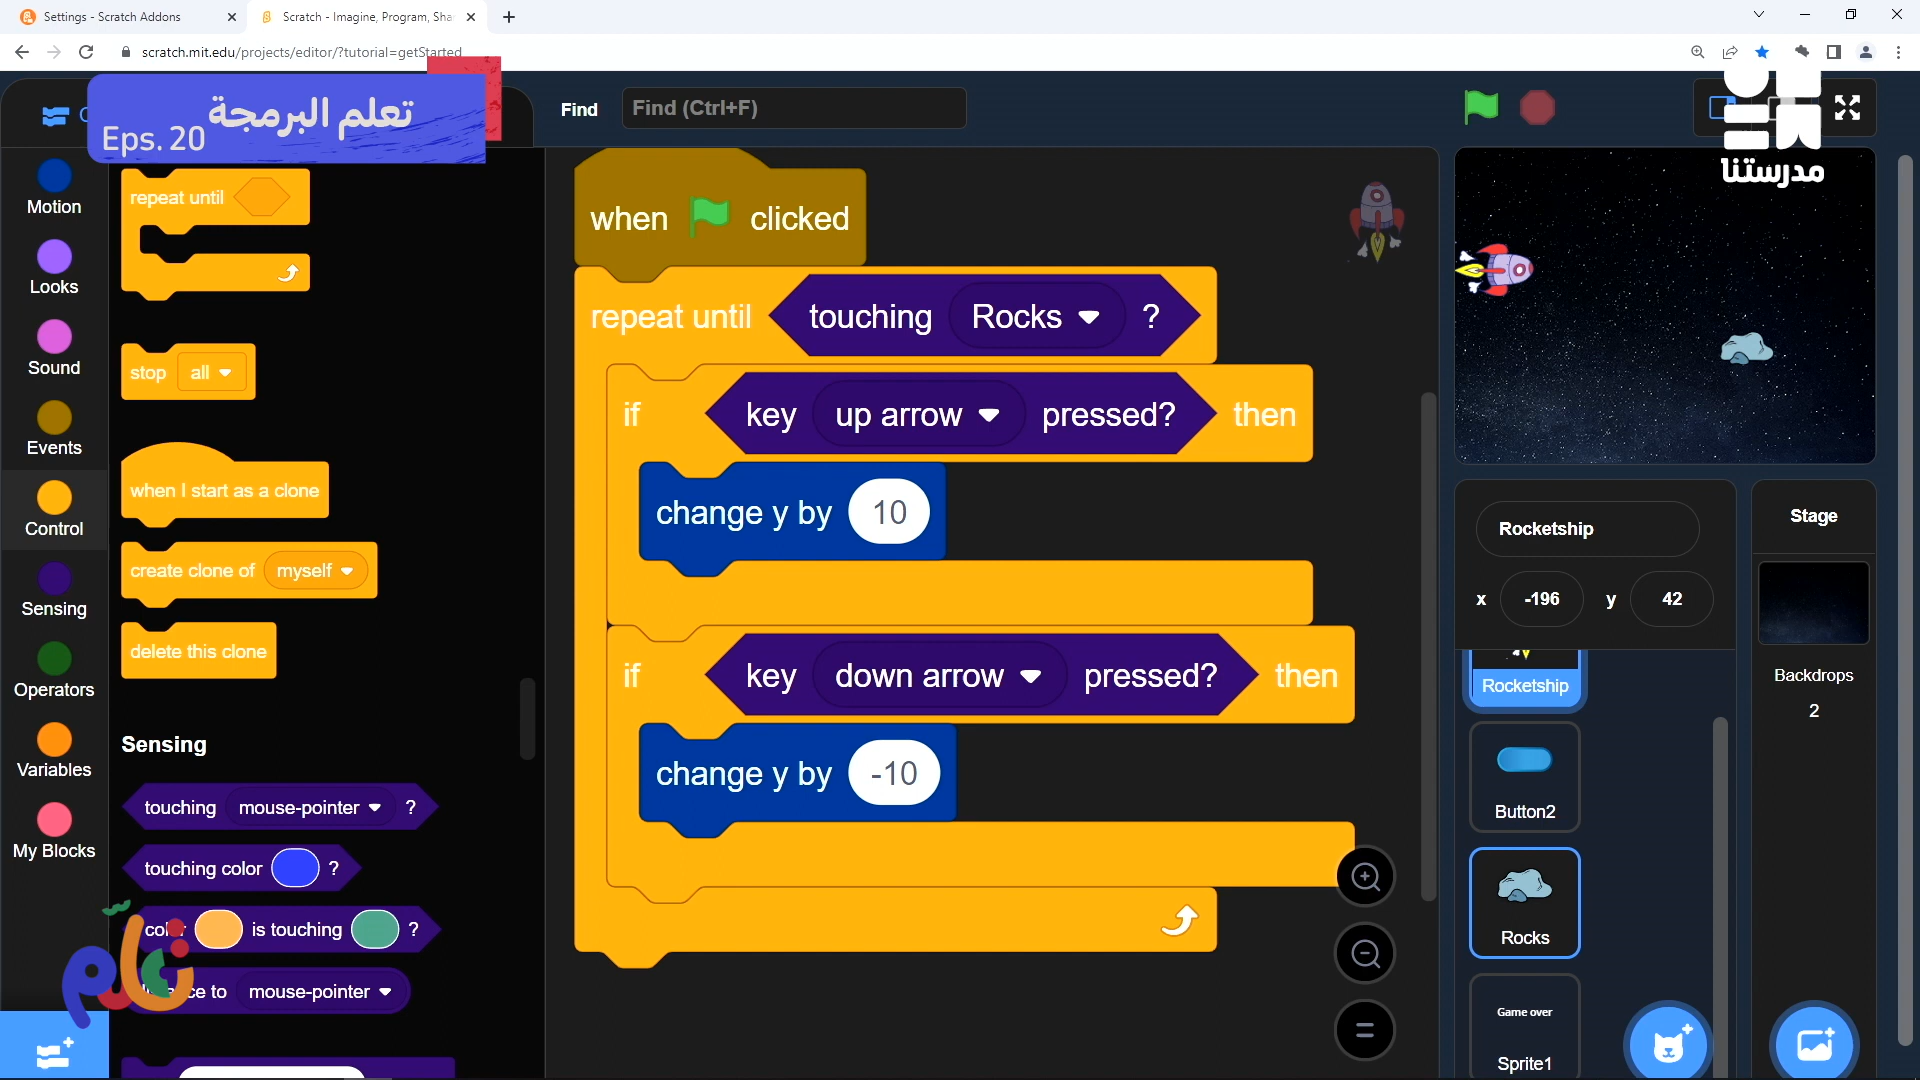 Settings - Scratch Addons
Scratch - Imagine, Program, Sha
scratch.mit.edu/projects/editor/?tutorial=getStarted
تعلم البرمجة
Eps. 20
Find
Find (Ctrl+F)
مدرستنا
Motion
Looks
Sound
Events
Control
Sensing
Operators
Variables
My Blocks
repeat until
stop all
when I start as a clone
create clone of myself
delete this clone
Sensing
touching mouse-pointer ?
touching color ?
is touching ?
to mouse-pointer
when clicked
repeat until touching Rocks ?
if key up arrow pressed? then
change y by 10
if key down arrow pressed? then
change y by -10
Rocketship
x -196 y 42
Rocketship
Button2
Rocks
Game over
Sprite1
Stage
Backdrops
2